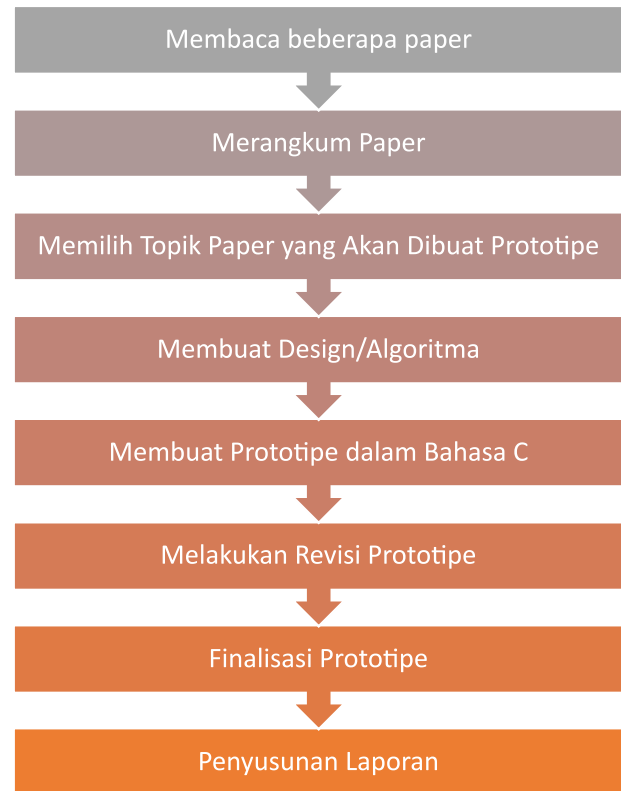 Membaca beberapa paper
Merangkum Paper
Memilih Topik Paper yang Akan Dibuat Prototipe
Membuat Design/Algoritma
Membuat Prototipe dalam Bahasa C
Melakukan Revisi Prototipe
Finalisasi Prototipe
Penyusunan Laporan